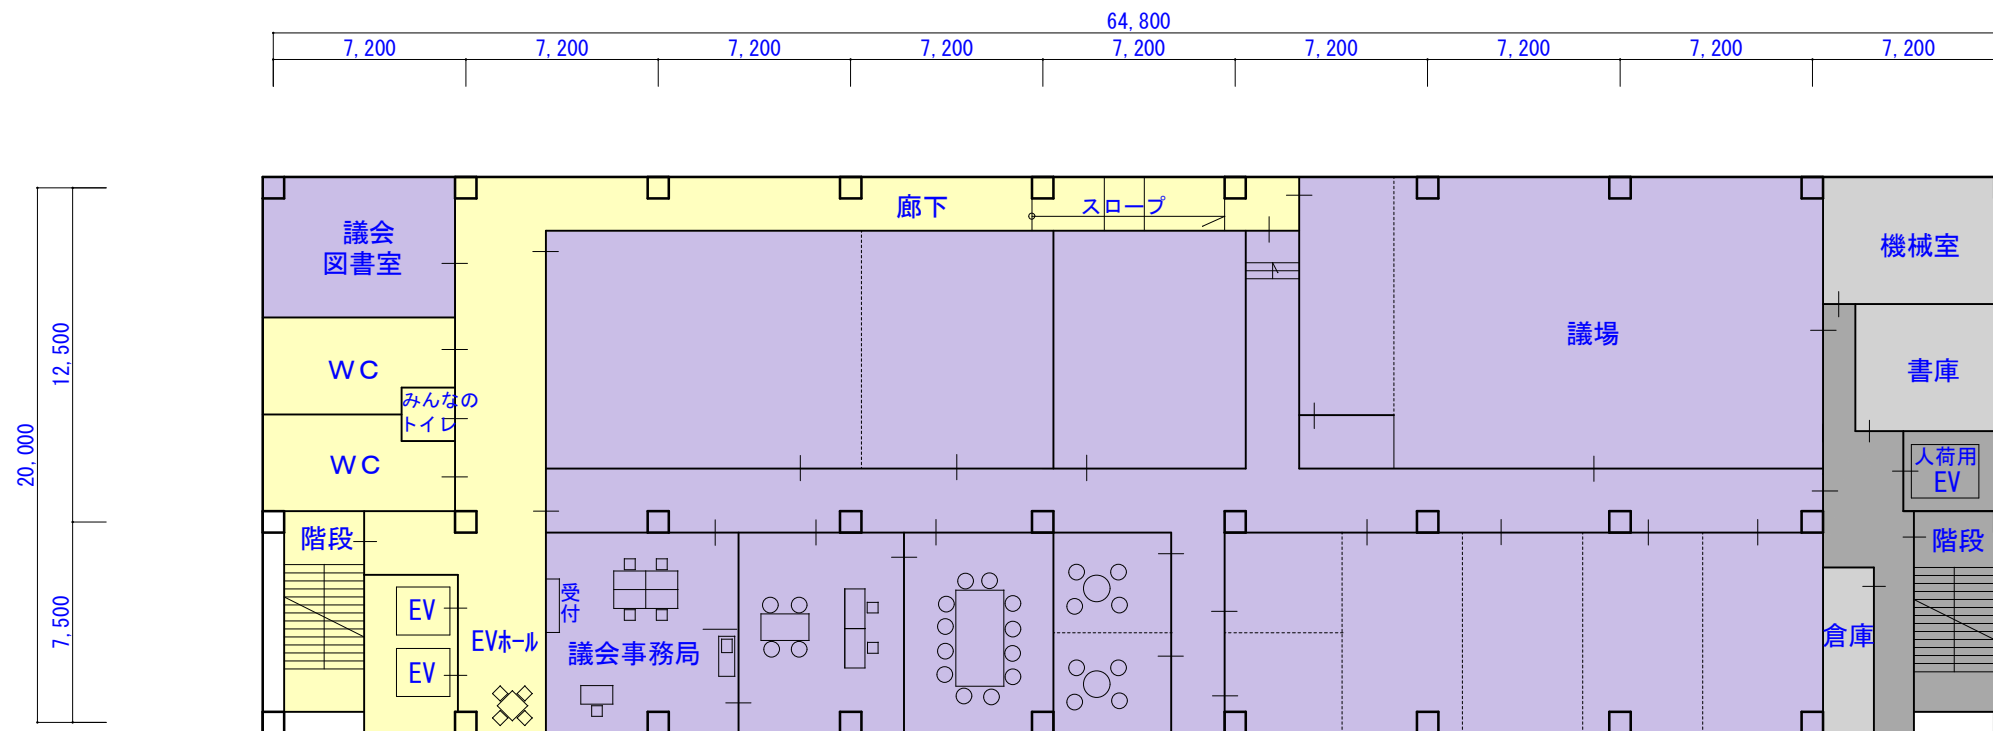 64,800
7,200
7,200
7,200
7,200
7,200
7,200
7,200
7,200
7,200
廊下
スロープ
議会
図書室
機械室
議場
12,500
ＷＣ
書庫
みんなの
トイレ
20,000
ＷＣ
人荷用
EV
階段
階段
受
付
EV
7,500
EVホール
議会事務局
倉庫
EV